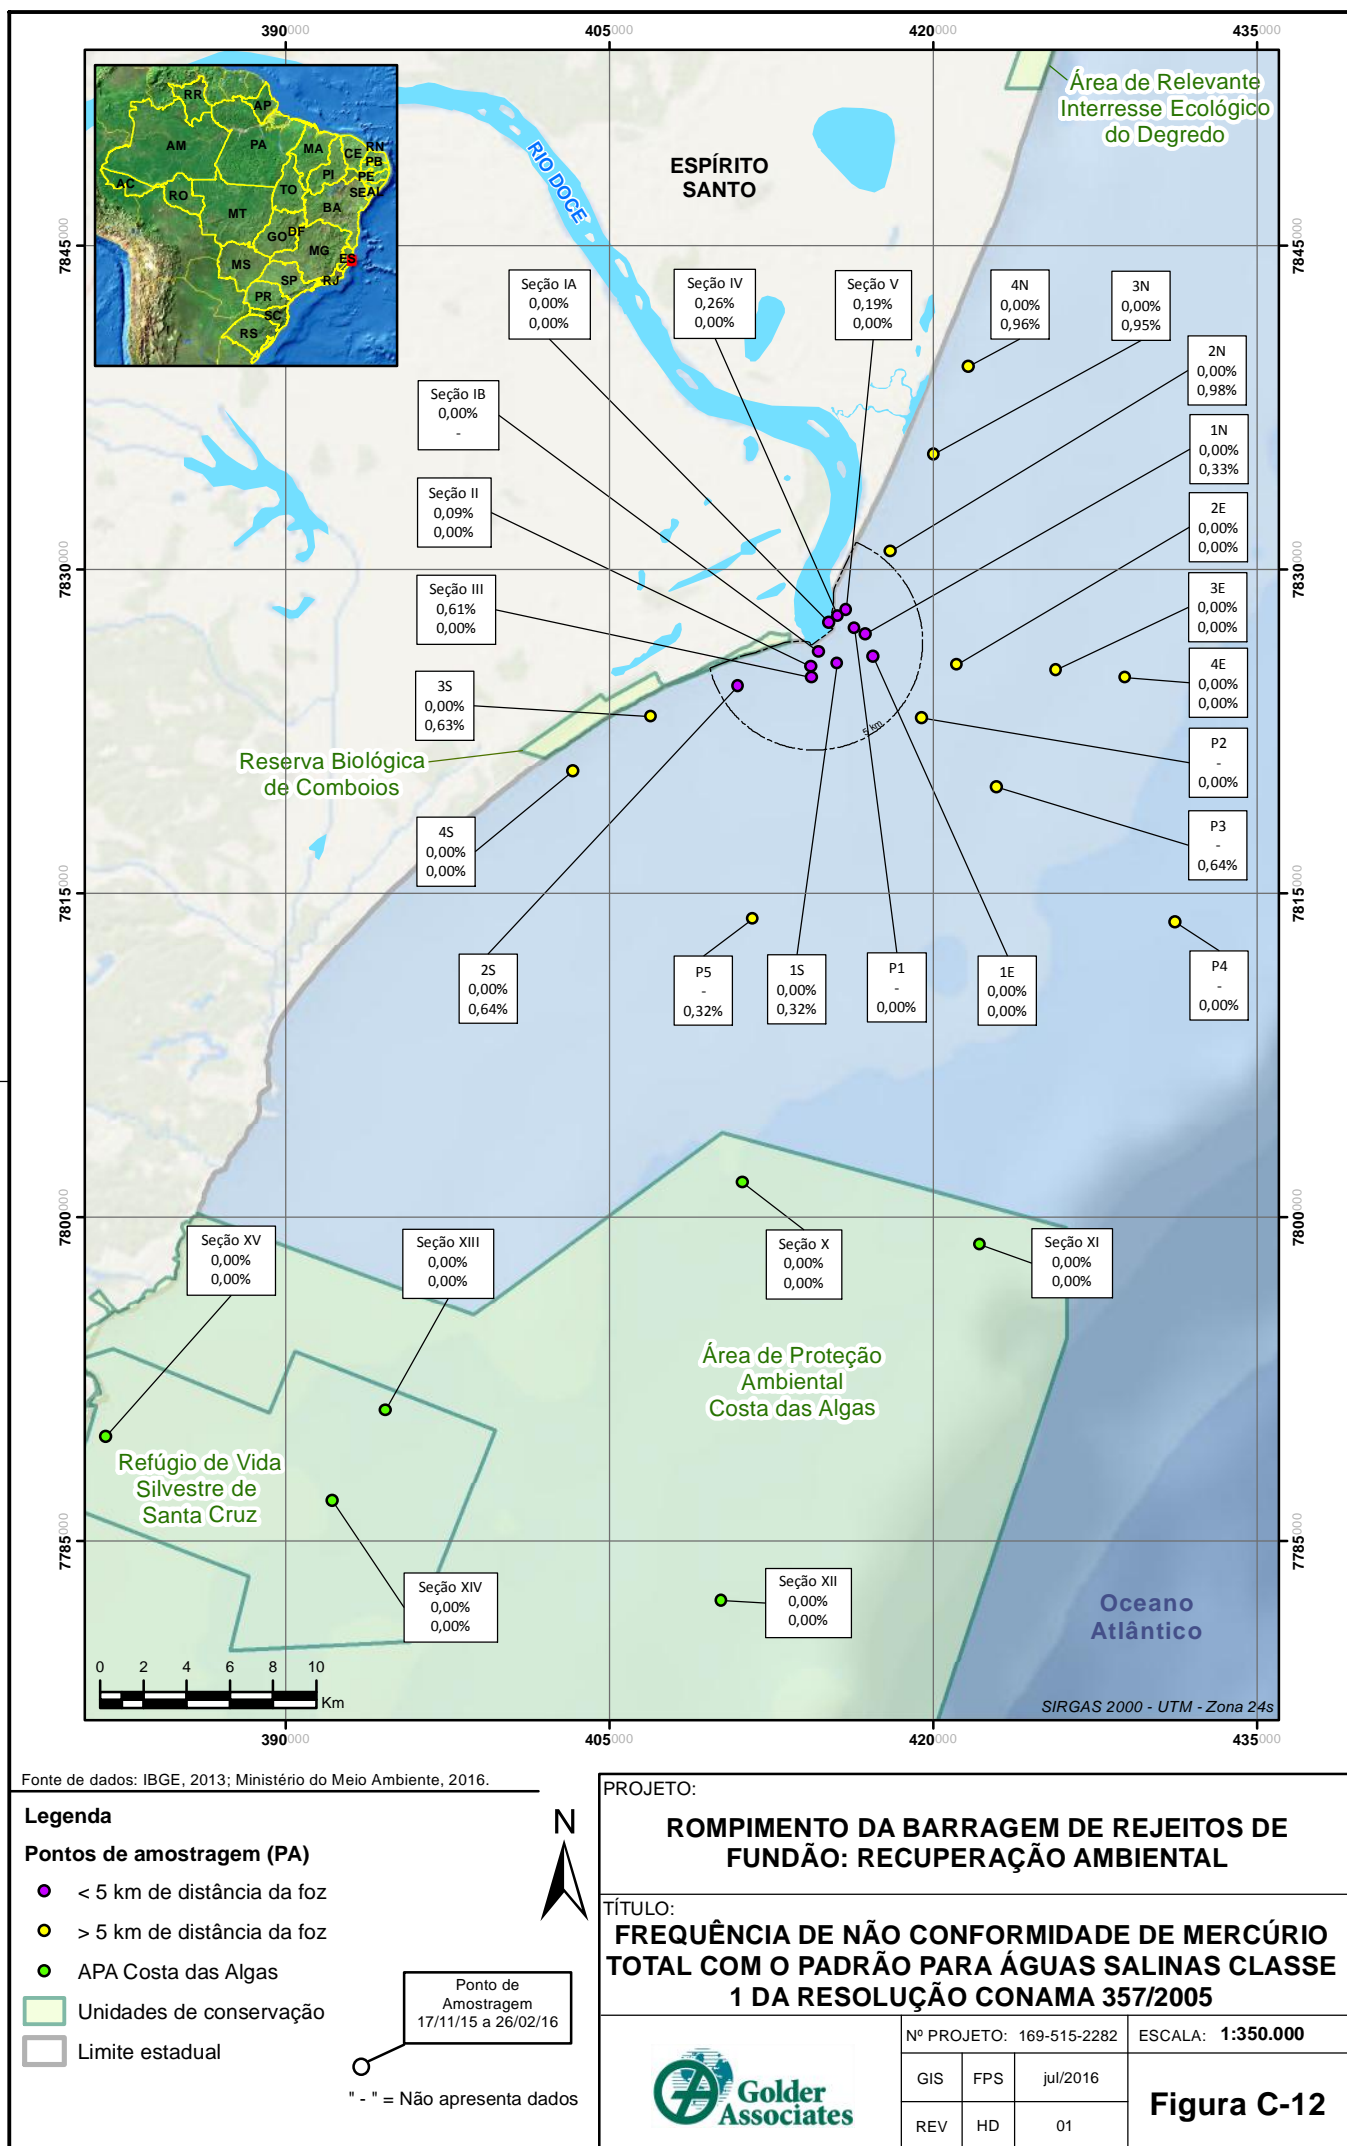 390000
405000
420000
435000
7845000
7830000
7815000
7800000
7785000
7845000
7830000
7815000
7800000
7785000
RR
AP
AM
PA
MA
CE
RN
PB
PE
PI
AC
RO
TO
SE
AL
BA
MT
GO
DF
MG
ES
MS
SP
RJ
PR
SC
RS
RIO DOCE
ESPÍRITO
SANTO
Área de Relevante
Interresse Ecológico
do Degredo
Seção IA
0,00%
0,00%
Seção IV
0,26%
0,00%
Seção V
0,19%
0,00%
4N
0,00%
0,96%
3N
0,00%
0,95%
2N
0,00%
0,98%
Seção IB
0,00%
-
1N
0,00%
0,33%
Seção II
0,09%
0,00%
2E
0,00%
0,00%
Seção III
0,61%
0,00%
3E
0,00%
0,00%
3S
0,00%
0,63%
4E
0,00%
0,00%
5 km
Reserva Biológica
de Comboios
P2
-
0,00%
4S
0,00%
0,00%
P3
-
0,64%
2S
0,00%
0,64%
P5
-
0,32%
1S
0,00%
0,32%
P1
-
0,00%
1E
0,00%
0,00%
P4
-
0,00%
Seção XV
0,00%
0,00%
Seção XIII
0,00%
0,00%
Seção X
0,00%
0,00%
Seção XI
0,00%
0,00%
Área de Proteção
Ambiental
Costa das Algas
Refúgio de Vida
Silvestre de
Santa Cruz
Seção XIV
0,00%
0,00%
Seção XII
0,00%
0,00%
Oceano
Atlântico
0 2 4 6 8 10
Km
SIRGAS 2000 - UTM - Zona 24s
390000
405000
420000
435000
Fonte de dados: IBGE, 2013; Ministério do Meio Ambiente, 2016.
Legenda
Pontos de amostragem (PA)
< 5 km de distância da foz
> 5 km de distância da foz
APA Costa das Algas
Unidades de conservação
Limite estadual
N
Ponto de
Amostragem
17/11/15 a 26/02/16
" - " = Não apresenta dados
PROJETO:
ROMPIMENTO DA BARRAGEM DE REJEITOS DE
FUNDÃO: RECUPERAÇÃO AMBIENTAL
TÍTULO:
FREQUÊNCIA DE NÃO CONFORMIDADE DE MERCÚRIO
TOTAL COM O PADRÃO PARA ÁGUAS SALINAS CLASSE
1 DA RESOLUÇÃO CONAMA 357/2005
Golder
Associates
Nº PROJETO: 169-515-2282
ESCALA: 1:350.000
GIS FPS jul/2016
REV HD 01
Figura C-12